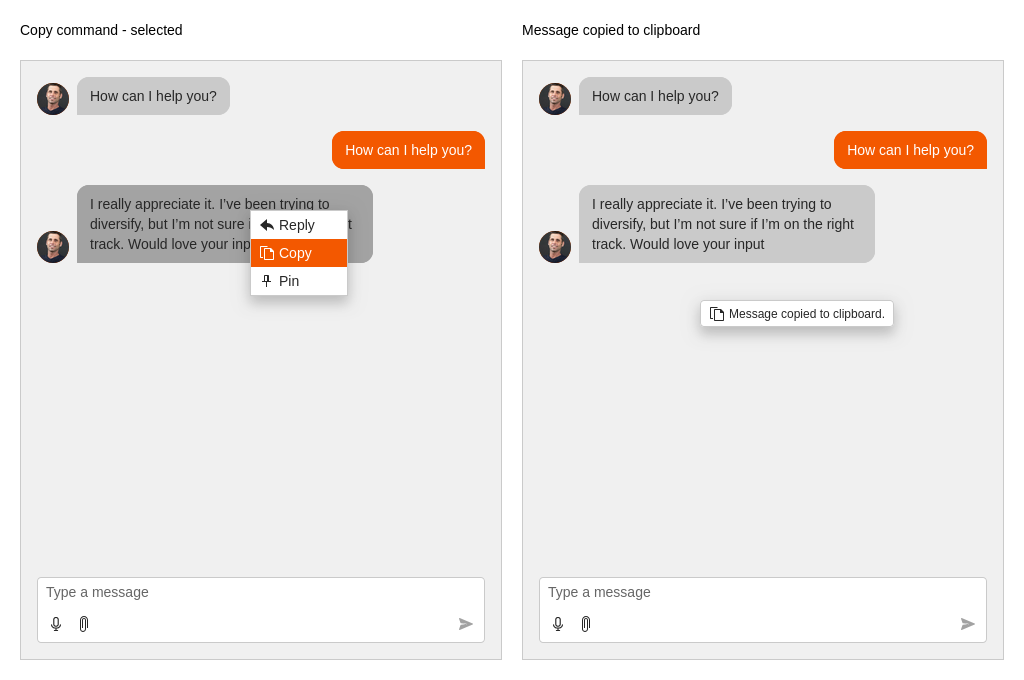 Copy command - selected
How can I help you?
How can I help you?
I really appreciate it. I've been trying to
diversify, but I'm not sure
track. Would love your inp
Reply
Copy
Pin
Type a message
Message copied to clipboard
How can I help you?
How can I help you?
I really appreciate it. I've been trying to
diversify, but I'm not sure if I'm on the right
track. Would love your input
Message copied to clipboard.
Type a message